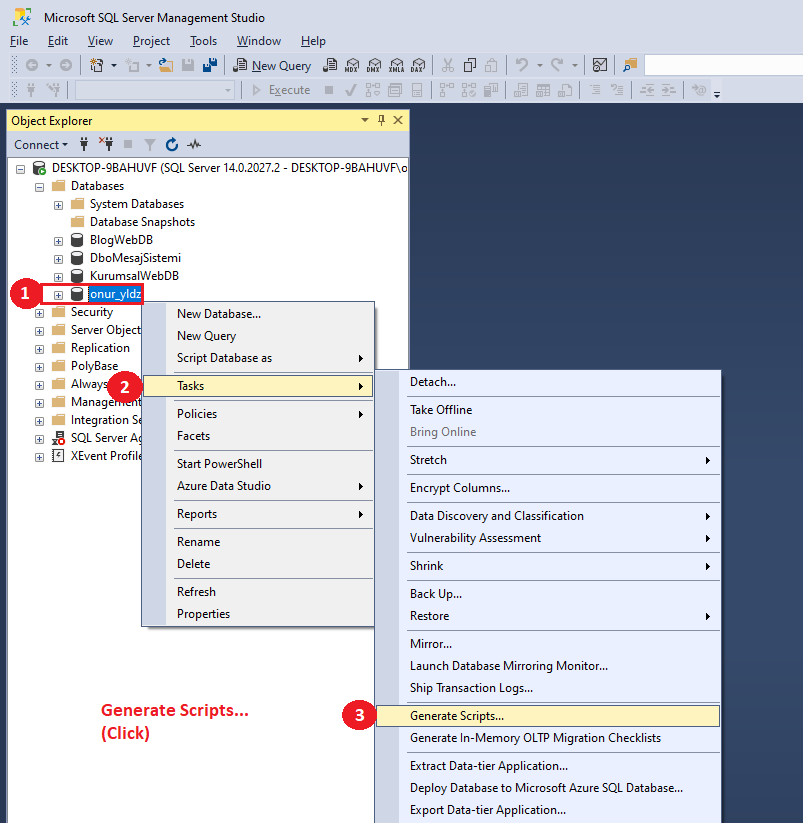 Microsoft SQL Server Management Studio
File Edit View Project Tools Window Help
New Query MDX DMX XMLA DAX
Execute
Object Explorer
Connect
DESKTOP-9BAHUVF (SQL Server 14.0.2027.2 - DESKTOP-9BAHUVF\o
Databases
System Databases
Database Snapshots
BlogWebDB
DboMesajSistemi
KurumsalWebDB
1 onur_yldz
Security
Server Object
Replication
PolyBase
Always
Management
Integration Se
SQL Server Ag
XEvent Profile
New Database...
New Query
Script Database as
2 Tasks
Policies
Facets
Start PowerShell
Azure Data Studio
Reports
Rename
Delete
Refresh
Properties
Detach...
Take Offline
Bring Online
Stretch
Encrypt Columns...
Data Discovery and Classification
Vulnerability Assessment
Shrink
Back Up...
Restore
Mirror...
Launch Database Mirroring Monitor...
Ship Transaction Logs...
3 Generate Scripts...
Generate In-Memory OLTP Migration Checklists
Extract Data-tier Application...
Deploy Database to Microsoft Azure SQL Database...
Export Data-tier Application...
Generate Scripts...
(Click)